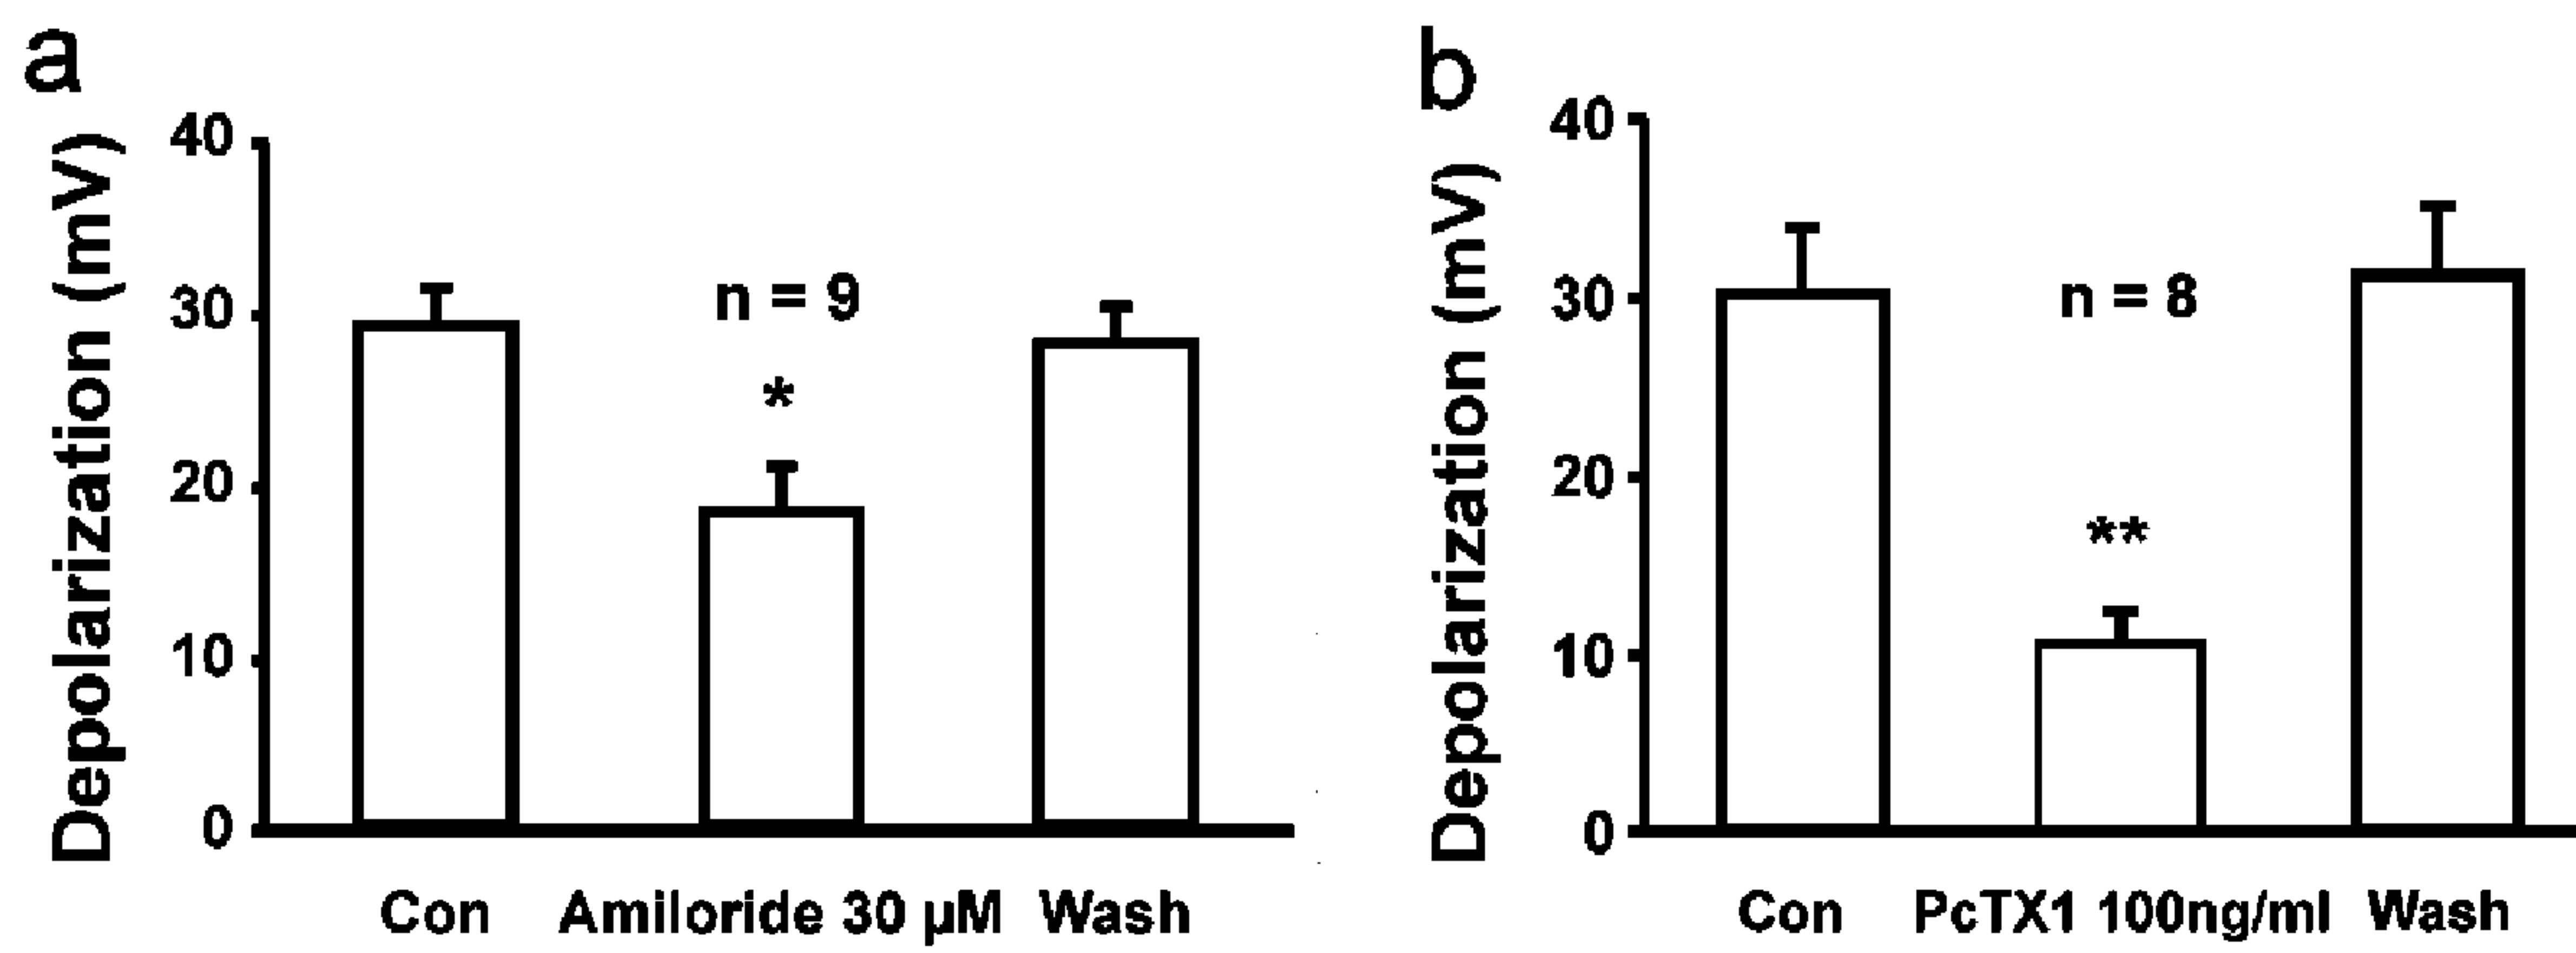 a
Depolarization (mV)
40
30
20
10
0
n = 9
*
Con Amiloride 30 µM Wash
b
Depolarization (mV)
40
30
20
10
0
n = 8
**
Con PcTX1 100ng/ml Wash